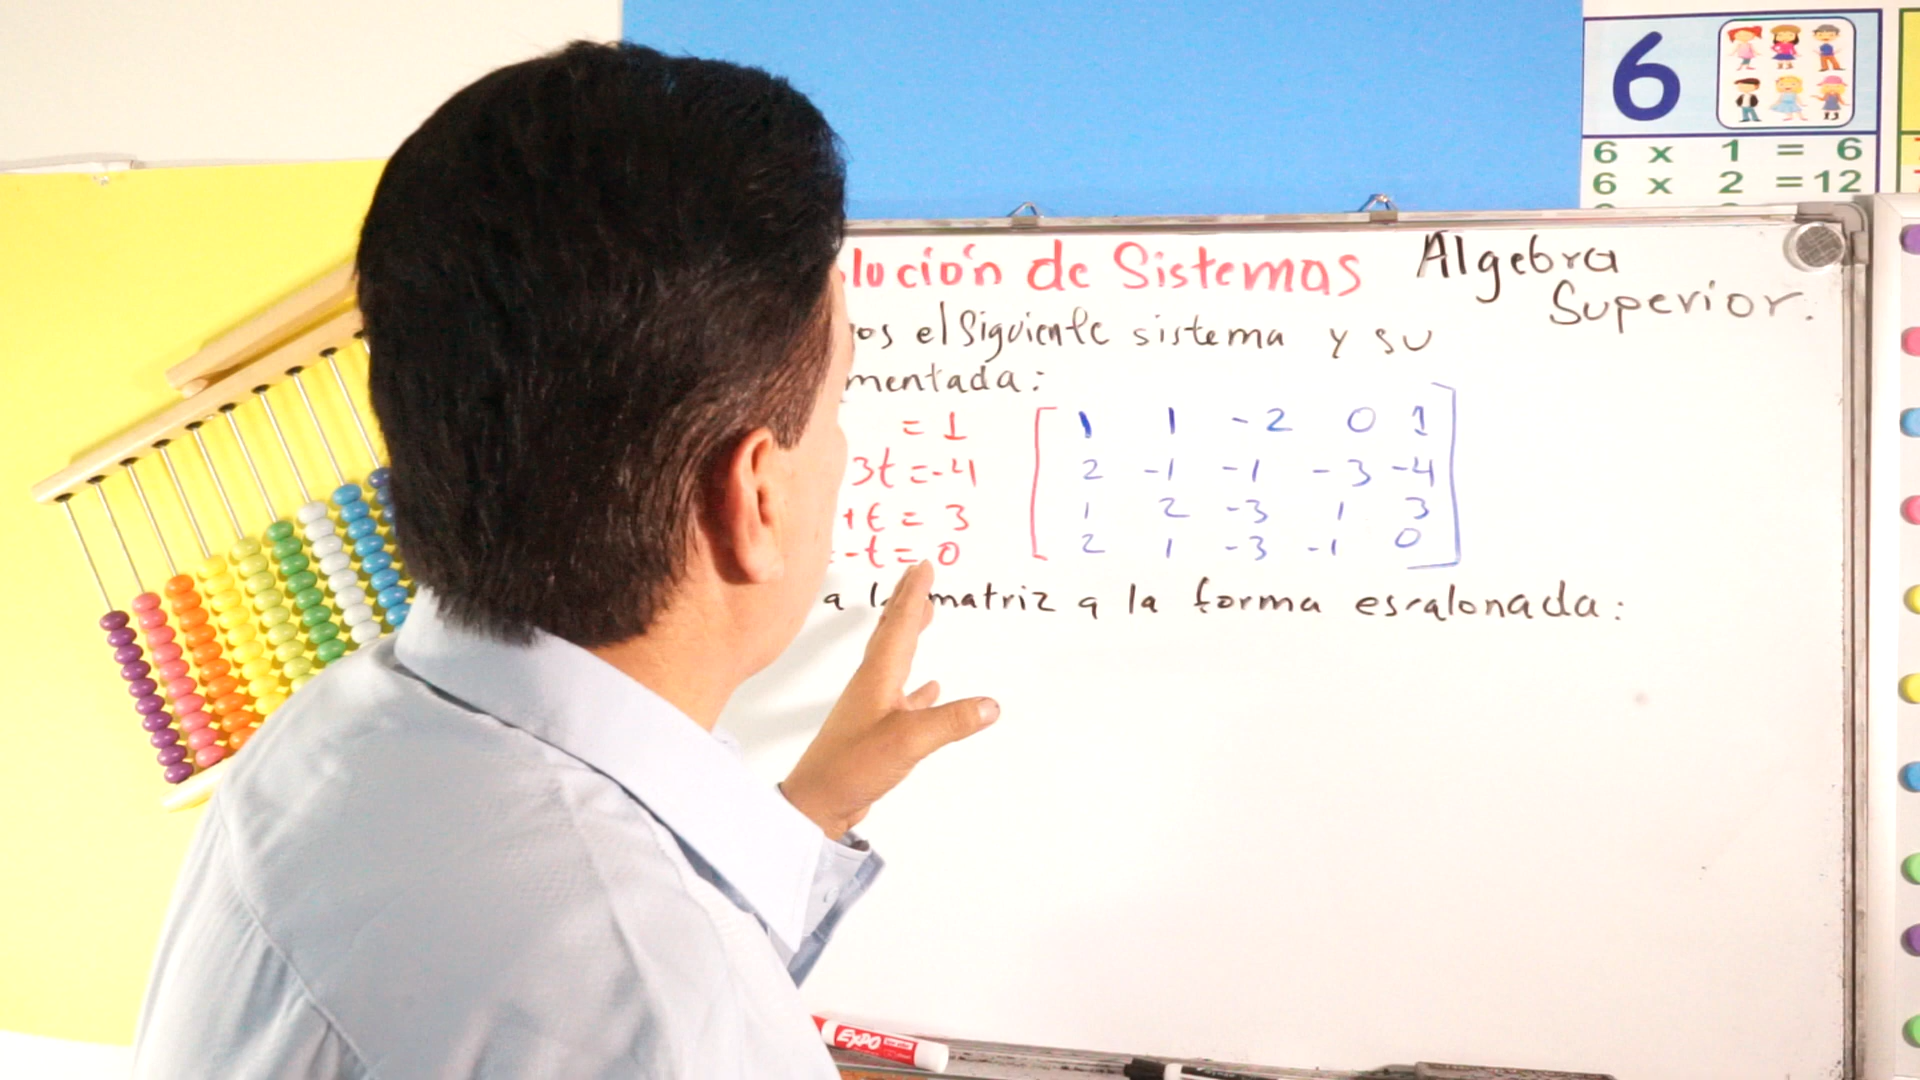 6
6 x 1 = 6
6 x 2 = 12
lución de Sistemas Algebra
Superior.
os el Siguiente sistema y su
mentada:
= 1
3t = -4
+t = 3
-t = 0
1 1 -2 0 1
2 -1 -1 -3 -4
1 2 -3 1 3
2 1 -3 -1 0
a la matriz a la forma escalonada:
EXPO